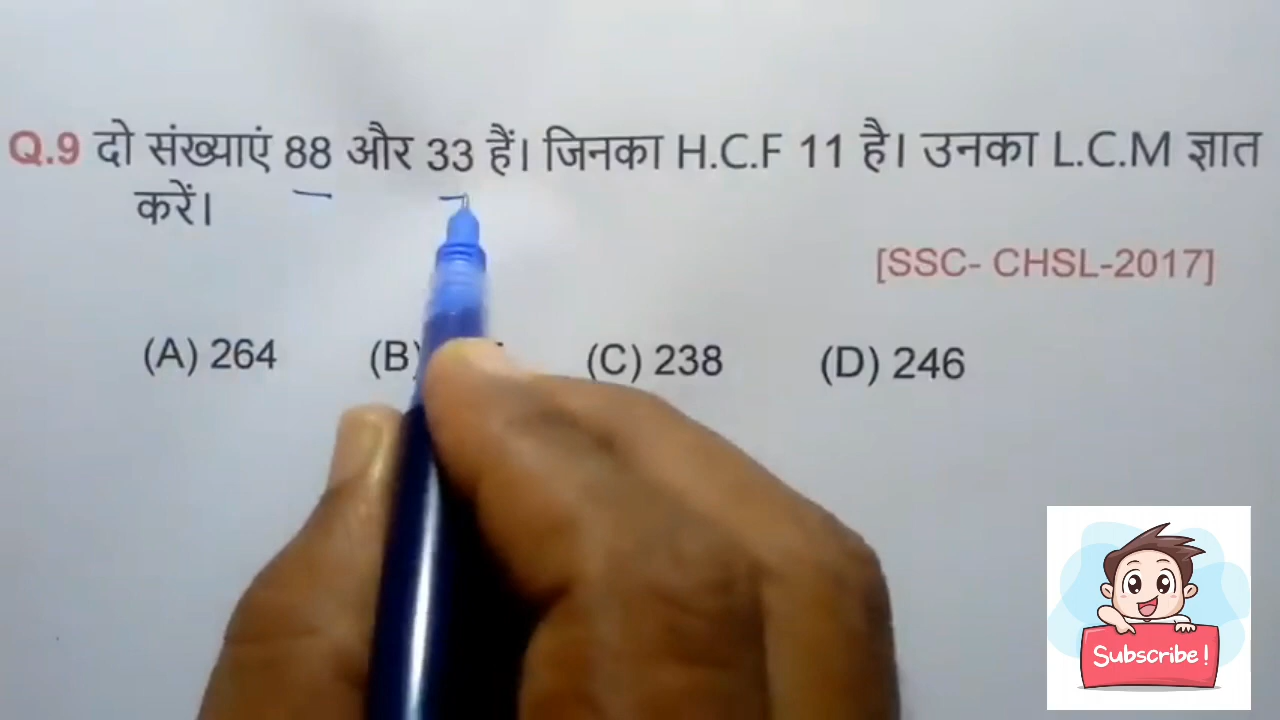 Q.9 दो संख्याएं 88 और 33 हैं। जिनका H.C.F 11 है। उनका L.C.M ज्ञात
करें।
[SSC- CHSL-2017]
(A) 264 (B) (C) 238 (D) 246
Subscribe!